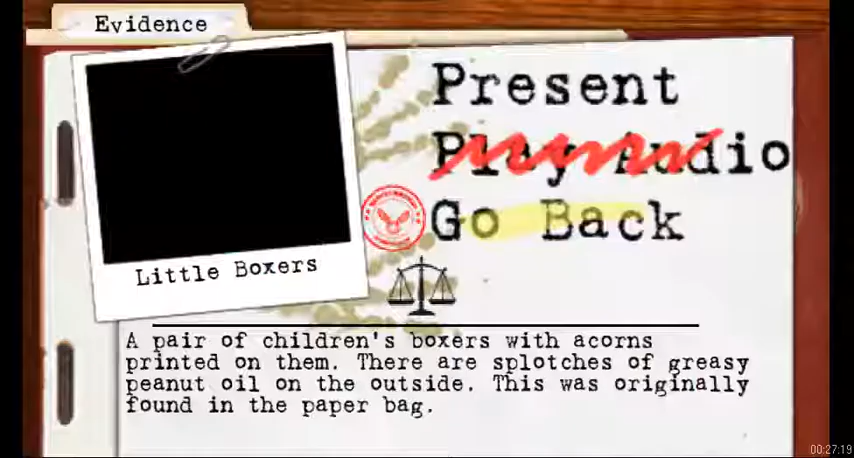 Evidence
Present
Play Audio
Go Back
Little Boxers
A pair of children's boxers with acorns
printed on them. There are splotches of greasy
peanut oil on the outside. This was originally
found in the paper bag.
00:27:19